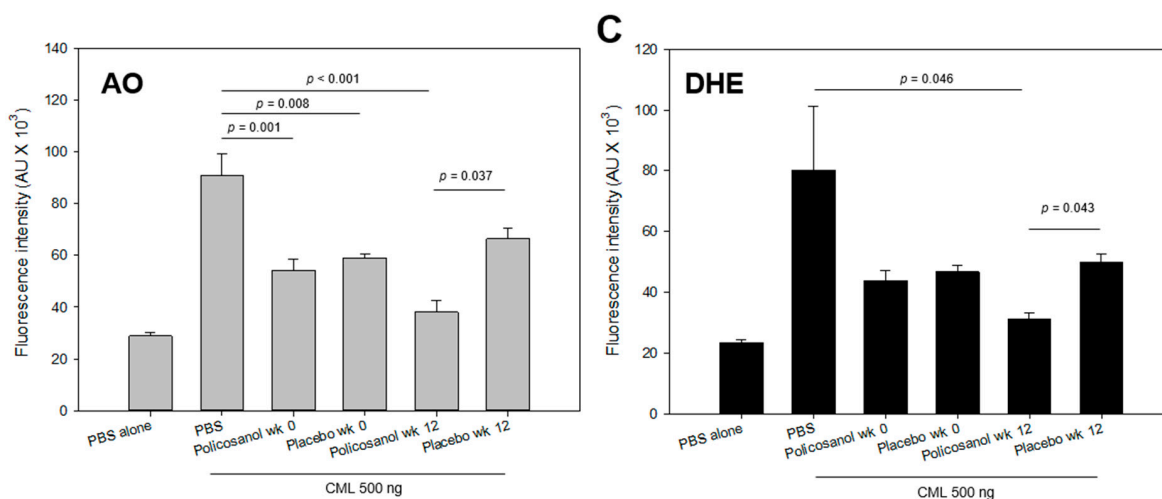 AO
Fluorescence intensity (AU X 10³)
140
120
100
80
60
40
20
0
p < 0.001
p = 0.008
p = 0.001
p = 0.037
PBS alone
PBS
Policosanol wk 0
Placebo wk 0
Policosanol wk 12
Placebo wk 12
CML 500 ng
C
DHE
Fluorescence intensity (AU X 10³)
120
100
80
60
40
20
0
p = 0.046
p = 0.043
PBS alone
PBS
Policosanol wk 0
Placebo wk 0
Policosanol wk 12
Placebo wk 12
CML 500 ng